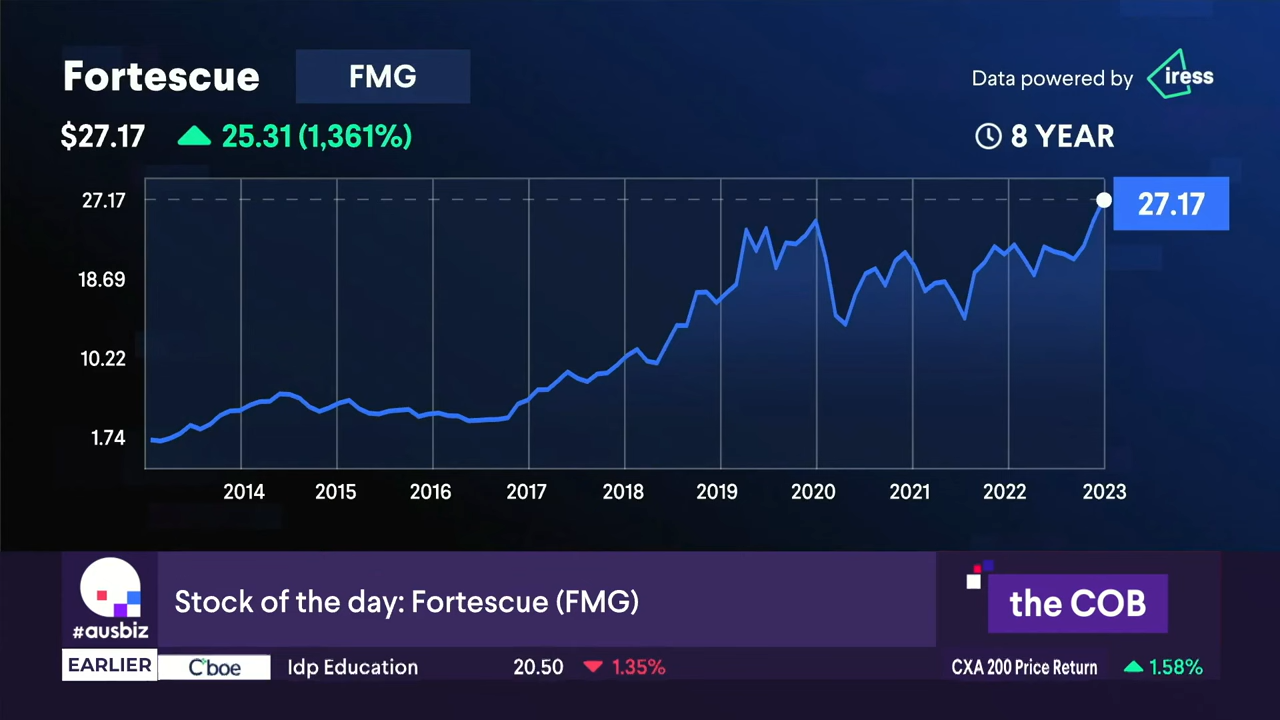 Fortescue FMG
Data powered by iress
$27.17 25.31 (1,361%)
8 YEAR
27.17
27.17
18.69
10.22
1.74
2014 2015 2016 2017 2018 2019 2020 2021 2022 2023
#ausbiz
Stock of the day: Fortescue (FMG)
the COB
EARLIER Cboe Idp Education 20.50 1.35% CXA 200 Price Return 1.58%